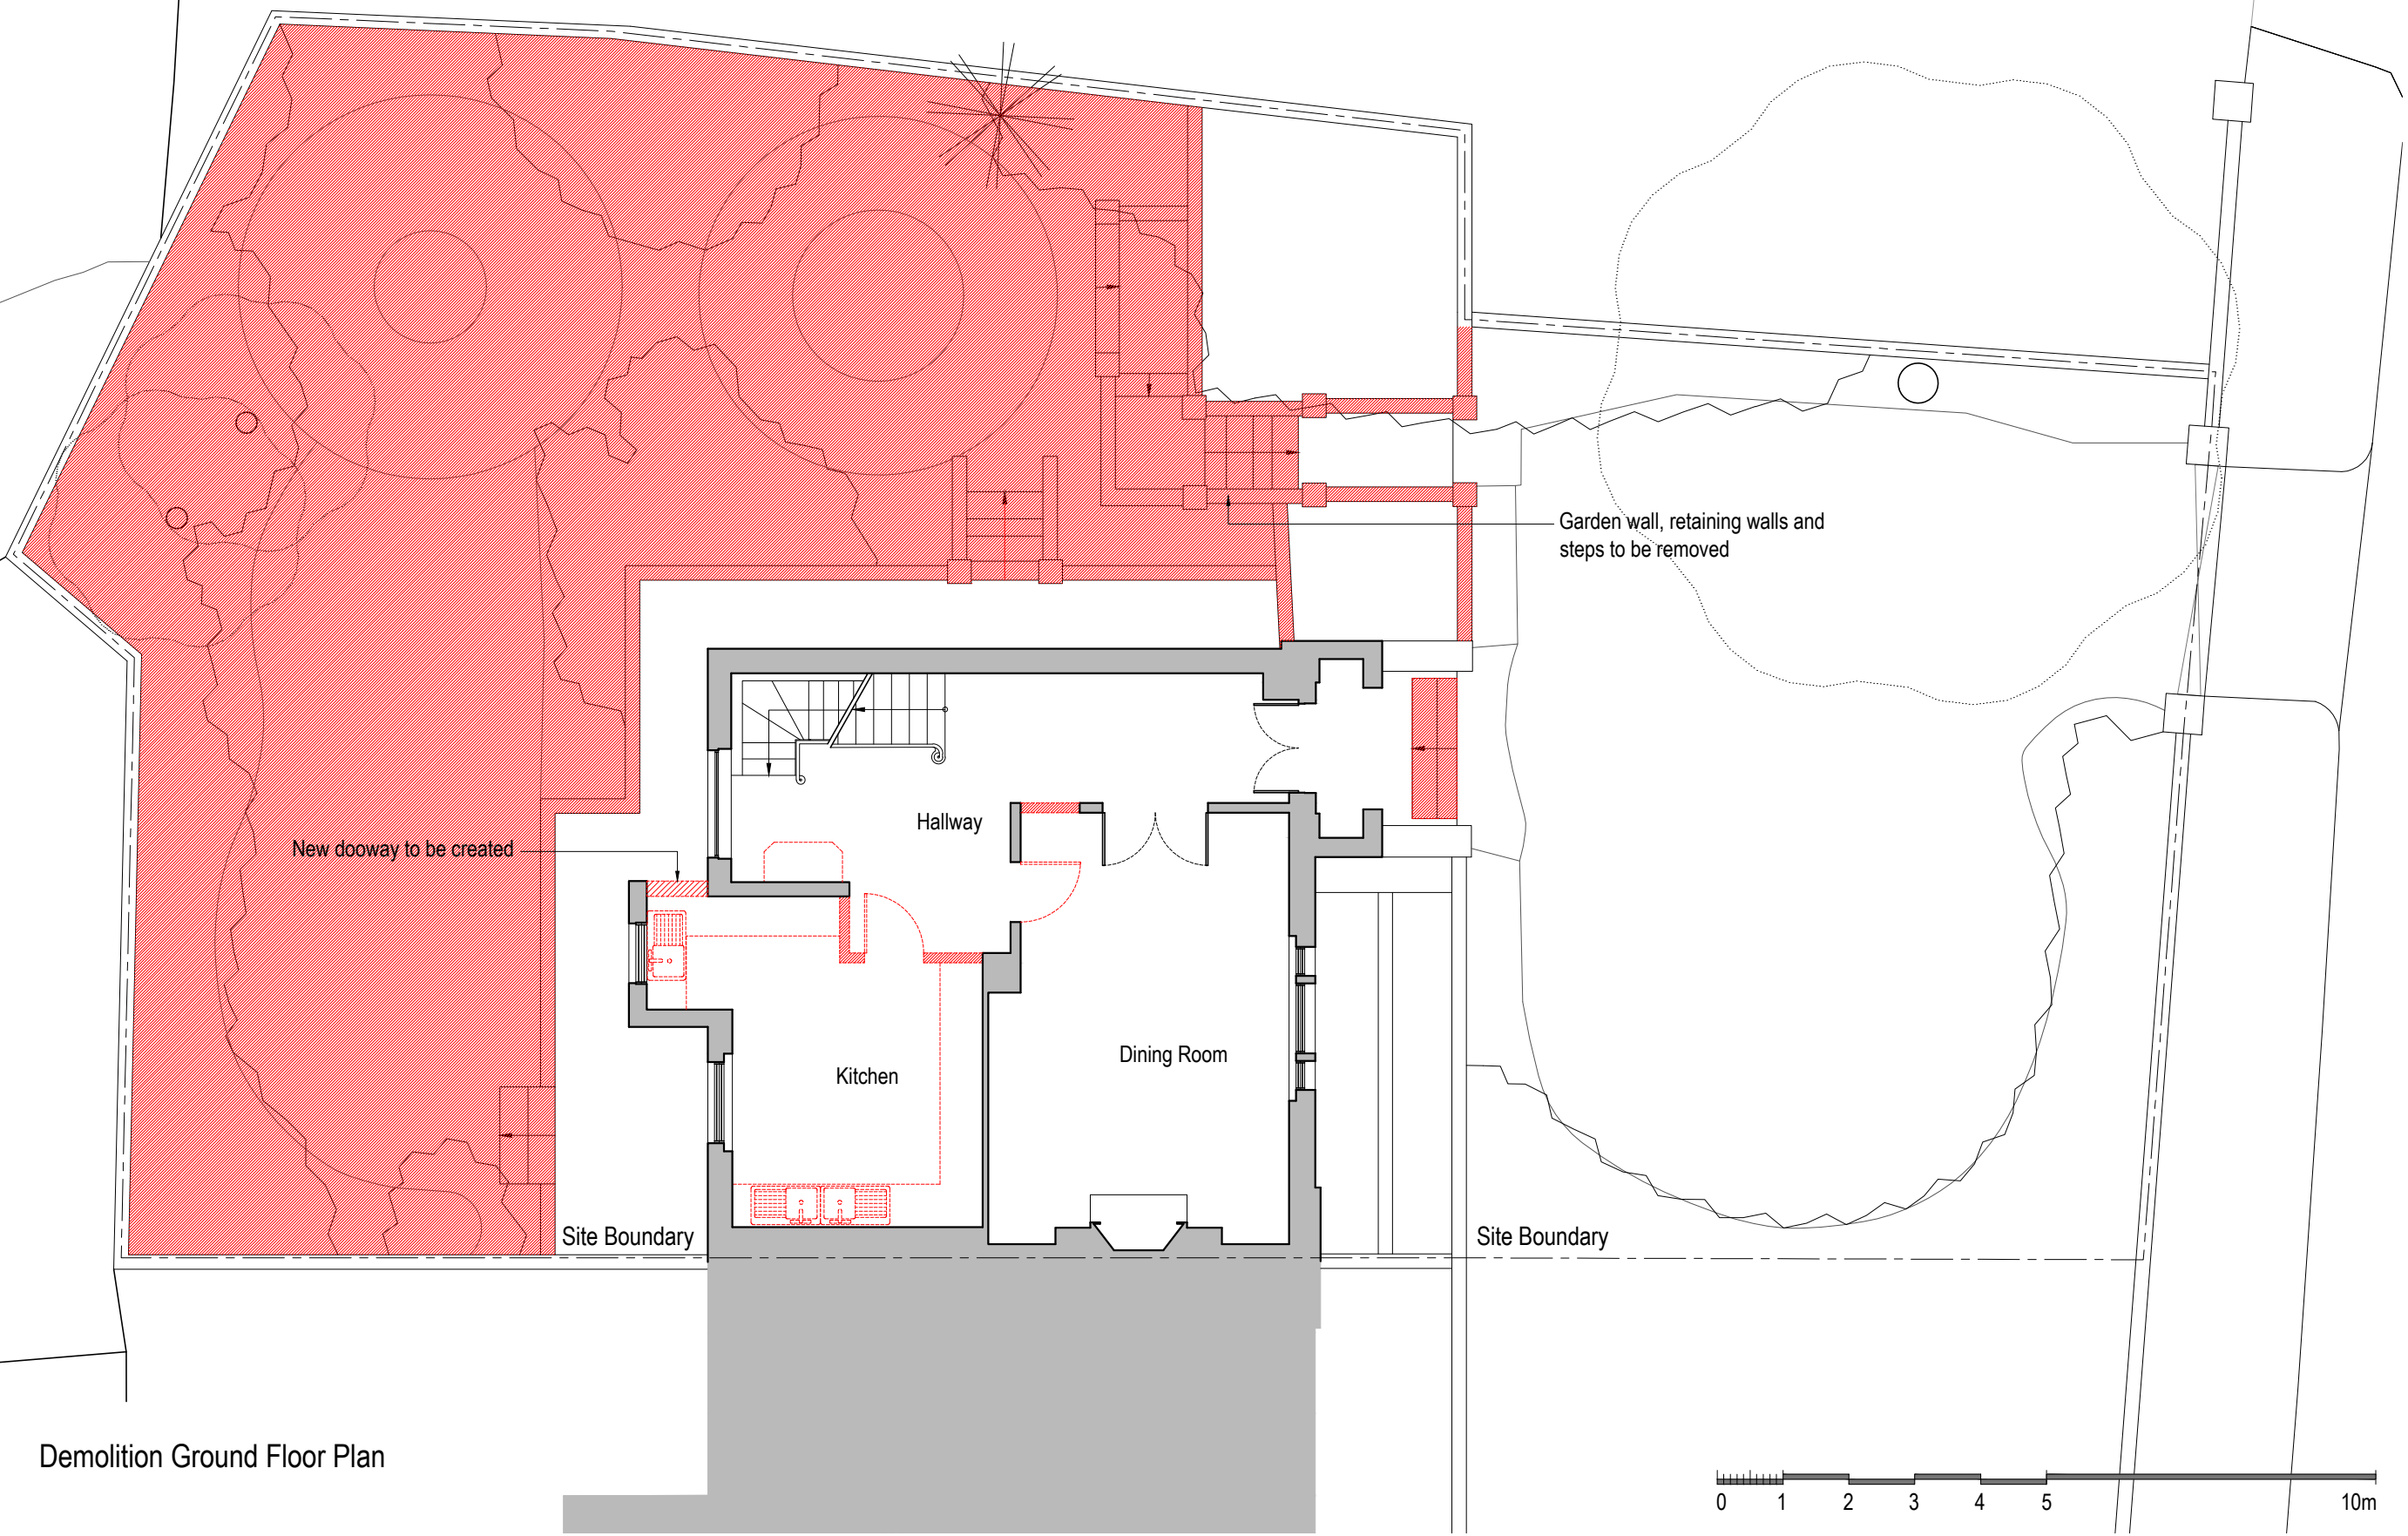 Garden wall, retaining walls and
steps to be removed
Hallway
New dooway to be created
Dining Room
Kitchen
Site Boundary
Site Boundary
Demolition Ground Floor Plan
0 1 2 3 4 5 10m